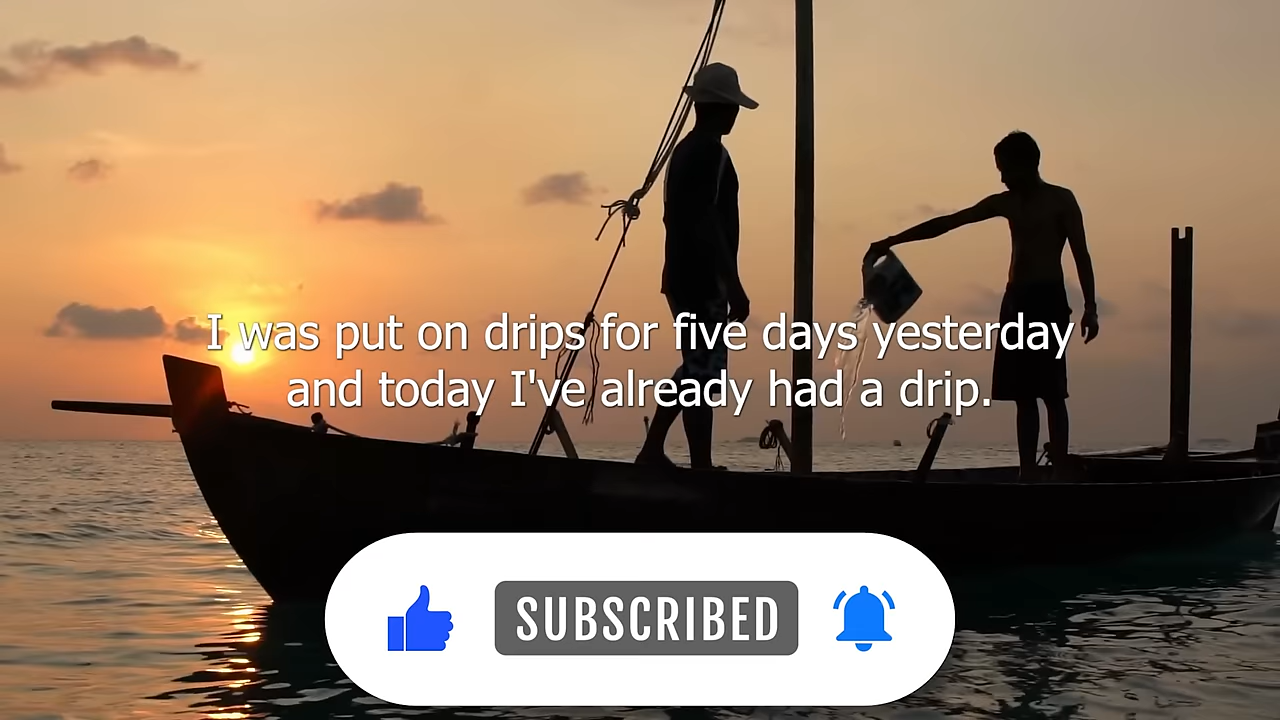 I was put on drips for five days yesterday
and today I've already had a drip.
SUBSCRIBED